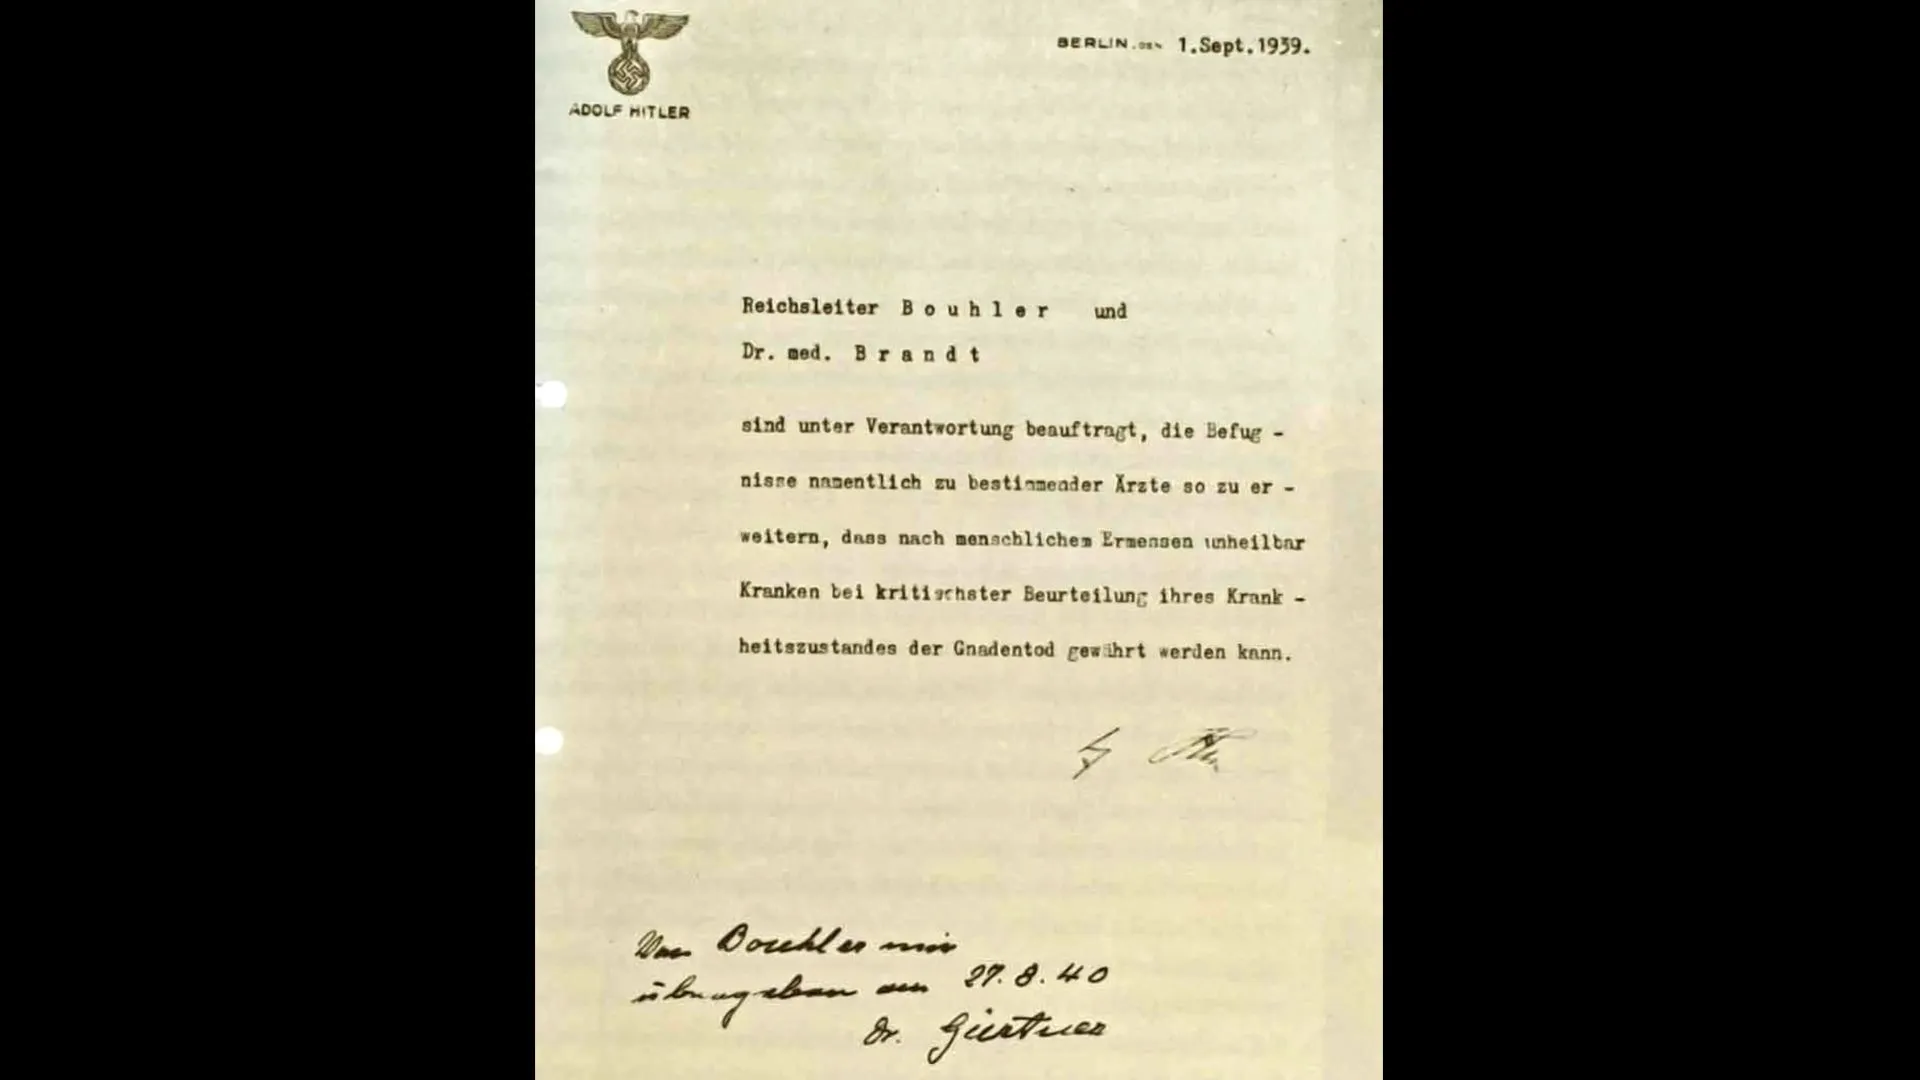 ADOLF HITLER
BERLIN, DEN 1.Sept.1939.
Reichsleiter B o u h l e r und
Dr. med. B r a n d t
sind unter Verantwortung beauftragt, die Befug -
nisse namentlich zu bestimmender Ärzte so zu er -
weitern, dass nach menschlichem Ermessen unheilbar
Kranken bei kritischster Beurteilung ihres Krank -
heitszustandes der Gnadentod gewährt werden kann.
Von Bouhler mir
übergeben am 27.8.40
Dr. Gürtner